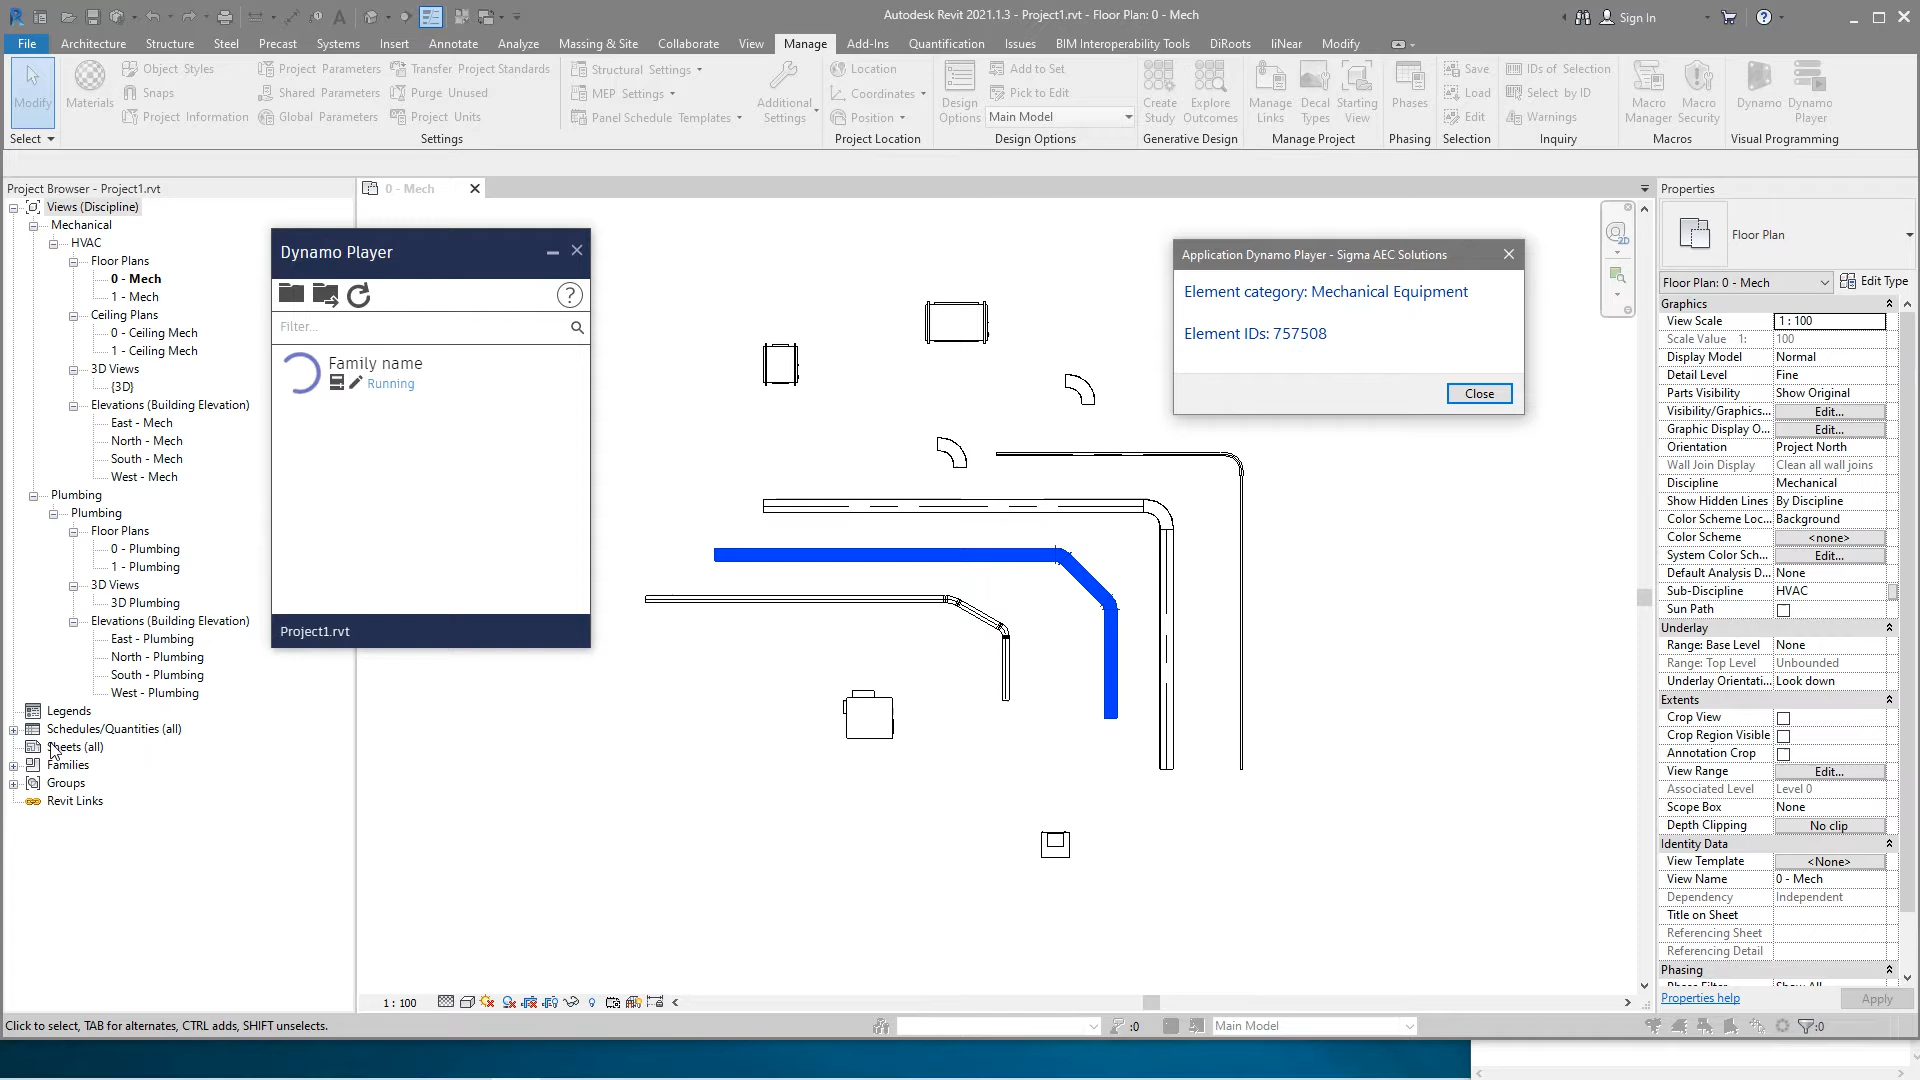 Autodesk Revit 2021.1.3 - Project1.rvt - Floor Plan: 0 - Mech
Sign In
File Architecture Structure Steel Precast Systems Insert Annotate Analyze Massing & Site Collaborate View Manage Add-Ins Quantification Issues BIM Interoperability Tools DiRoots liNear Modify
Modify
Select
Materials
Object Styles
Snaps
Project Information
Project Parameters
Shared Parameters
Global Parameters
Transfer Project Standards
Purge Unused
Project Units
Structural Settings
MEP Settings
Panel Schedule Templates
Additional
Settings
Settings
Location
Coordinates
Position
Project Location
Design
Options
Add to Set
Pick to Edit
Main Model
Design Options
Create
Study
Explore
Outcomes
Generative Design
Manage
Links
Decal
Types
Starting
View
Manage Project
Phases
Phasing
Save
Load
Edit
Selection
IDs of Selection
Select by ID
Warnings
Inquiry
Macro
Manager
Macro
Security
Macros
Dynamo
Dynamo
Player
Visual Programming
Project Browser - Project1.rvt
Views (Discipline)
Mechanical
HVAC
Floor Plans
0 - Mech
1 - Mech
Ceiling Plans
0 - Ceiling Mech
1 - Ceiling Mech
3D Views
{3D}
Elevations (Building Elevation)
East - Mech
North - Mech
South - Mech
West - Mech
Plumbing
Plumbing
Floor Plans
0 - Plumbing
1 - Plumbing
3D Views
3D Plumbing
Elevations (Building Elevation)
East - Plumbing
North - Plumbing
South - Plumbing
West - Plumbing
Legends
Schedules/Quantities (all)
Sheets (all)
Families
Groups
Revit Links
0 - Mech
Dynamo Player
?
Filter...
Family name
Running
Project1.rvt
Application Dynamo Player - Sigma AEC Solutions
Element category: Mechanical Equipment
Element IDs: 757508
Close
2D
Properties
Floor Plan
Floor Plan: 0 - Mech Edit Type
Graphics
View Scale 1 : 100
Scale Value 1: 100
Display Model Normal
Detail Level Fine
Parts Visibility Show Original
Visibility/Graphics... Edit...
Graphic Display O... Edit...
Orientation Project North
Wall Join Display Clean all wall joins
Discipline Mechanical
Show Hidden Lines By Discipline
Color Scheme Loc... Background
Color Scheme <none>
System Color Sch... Edit...
Default Analysis D... None
Sub-Discipline HVAC
Sun Path
Underlay
Range: Base Level None
Range: Top Level Unbounded
Underlay Orientati... Look down
Extents
Crop View
Crop Region Visible
Annotation Crop
View Range Edit...
Associated Level Level 0
Scope Box None
Depth Clipping No clip
Identity Data
View Template <None>
View Name 0 - Mech
Dependency Independent
Title on Sheet
Referencing Sheet
Referencing Detail
Phasing
Properties help Apply
1 : 100
Click to select, TAB for alternates, CTRL adds, SHIFT unselects.
:0
Main Model
:0